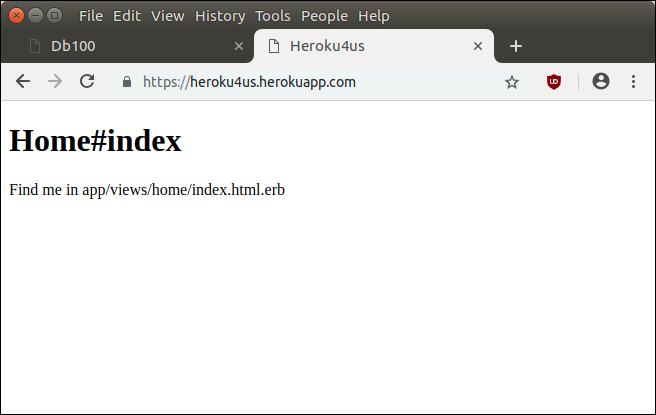 File Edit View History Tools People Help
Db100 Heroku4us
https://heroku4us.herokuapp.com
Home#index
Find me in app/views/home/index.html.erb